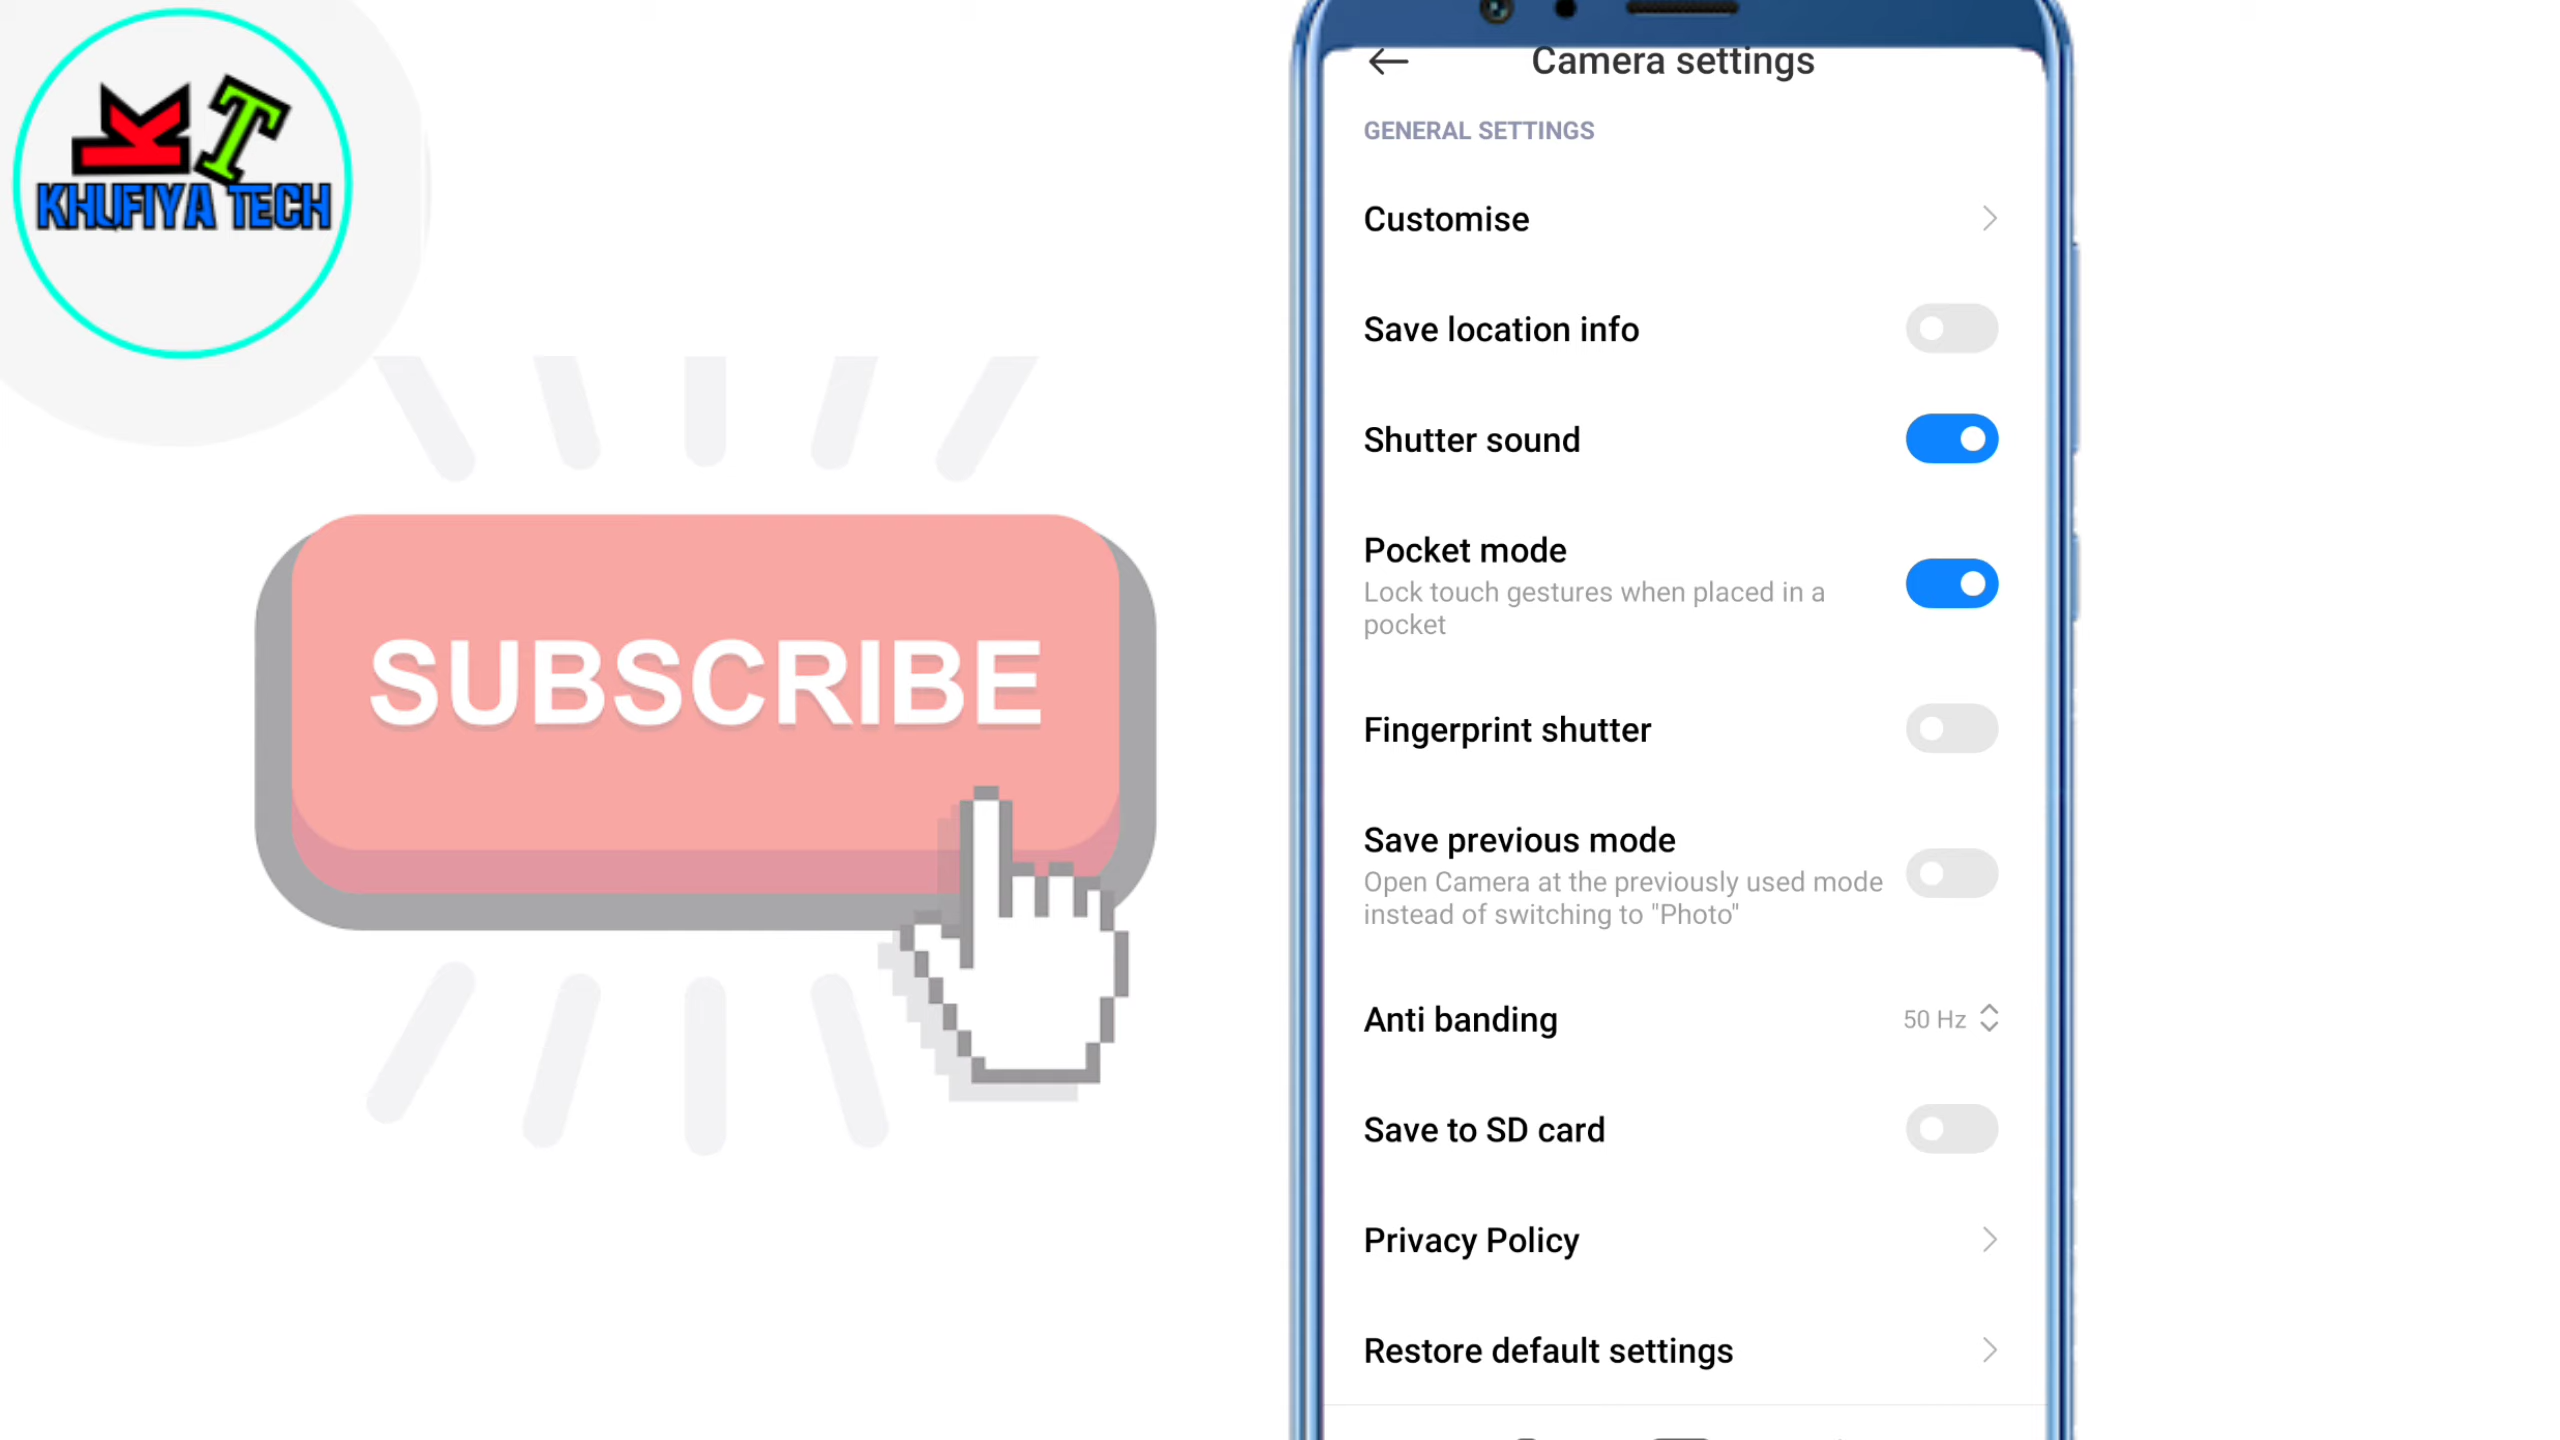 KT
KHUFIYA TECH
SUBSCRIBE
Camera settings
GENERAL SETTINGS
Customise
Save location info
Shutter sound
Pocket mode
Lock touch gestures when placed in a
pocket
Fingerprint shutter
Save previous mode
Open Camera at the previously used mode
instead of switching to "Photo"
Anti banding
50 Hz
Save to SD card
Privacy Policy
Restore default settings